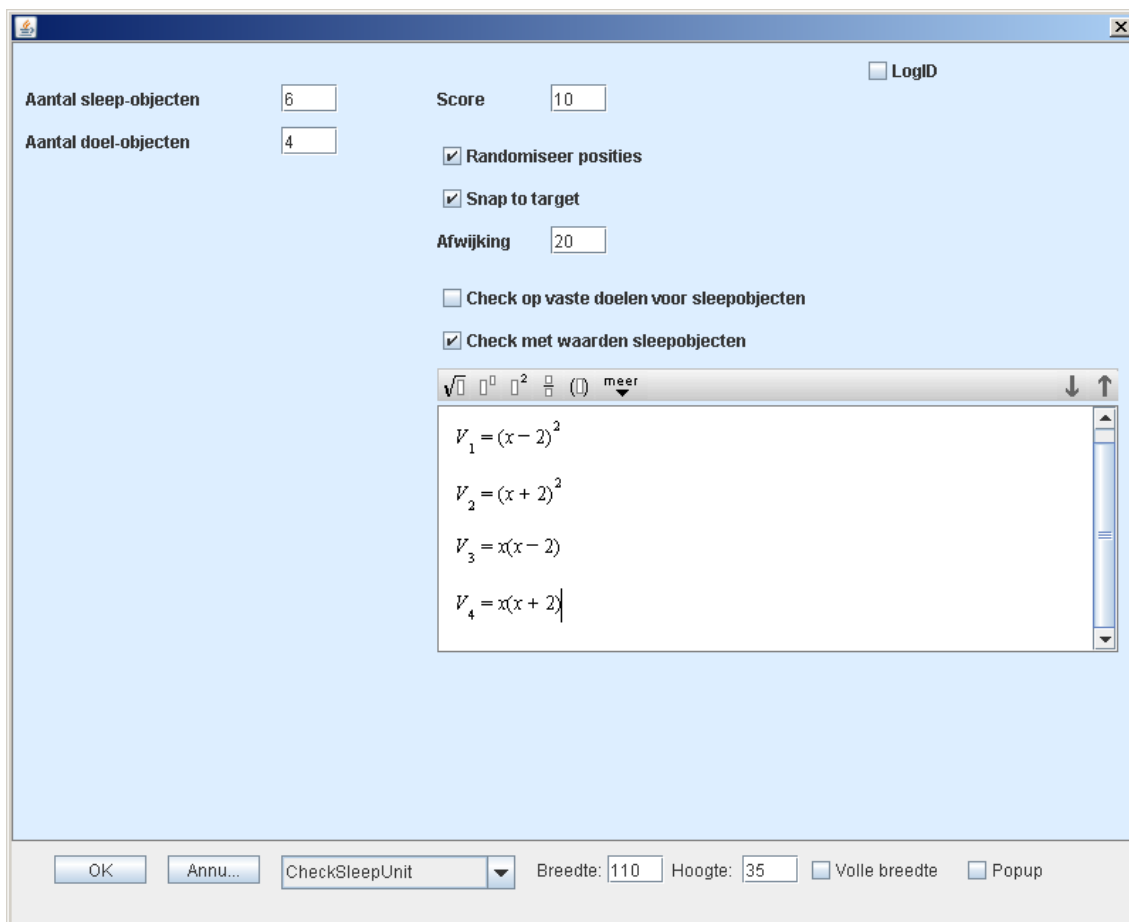 LogID
Aantal sleep-objecten 6 Score 10
Aantal doel-objecten 4
Randomiseer posities
Snap to target
Afwijking 20
Check op vaste doelen voor sleepobjecten
Check met waarden sleepobjecten
√▯ ▯^▯ ▯² ▯/▯ (▯) meer
V₁ = (x − 2)²
V₂ = (x + 2)²
V₃ = x(x − 2)
V₄ = x(x + 2)
OK Annu... CheckSleepUnit Breedte: 110 Hoogte: 35 Volle breedte Popup